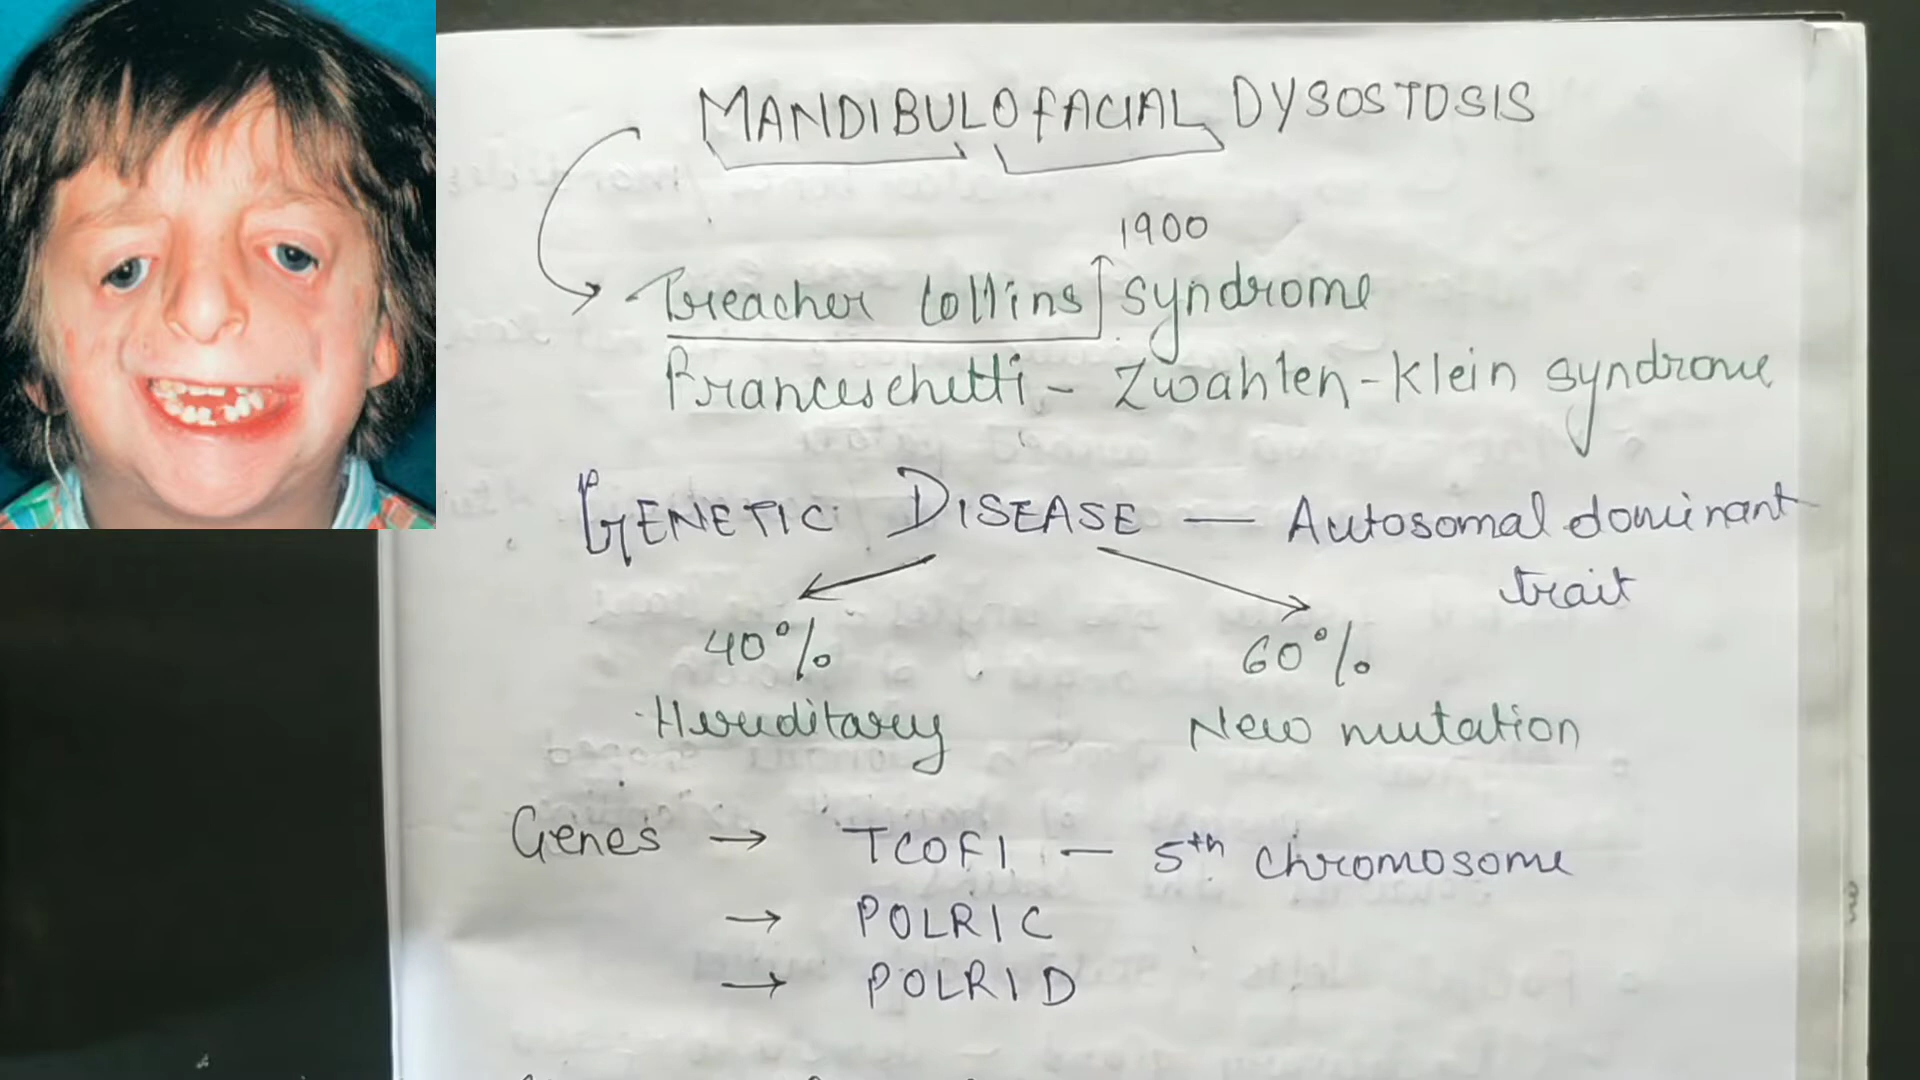 MANDIBULOFACIAL DYSOSTOSIS
1900
Treacher Collins syndrome
Franceschetti - Zwahlen - Klein syndrome
GENETIC DISEASE — Autosomal dominant
trait
40% 60%
Hereditary New mutation
Genes → TCOF1 — 5th chromosome
→ POLR1C
→ POLR1D